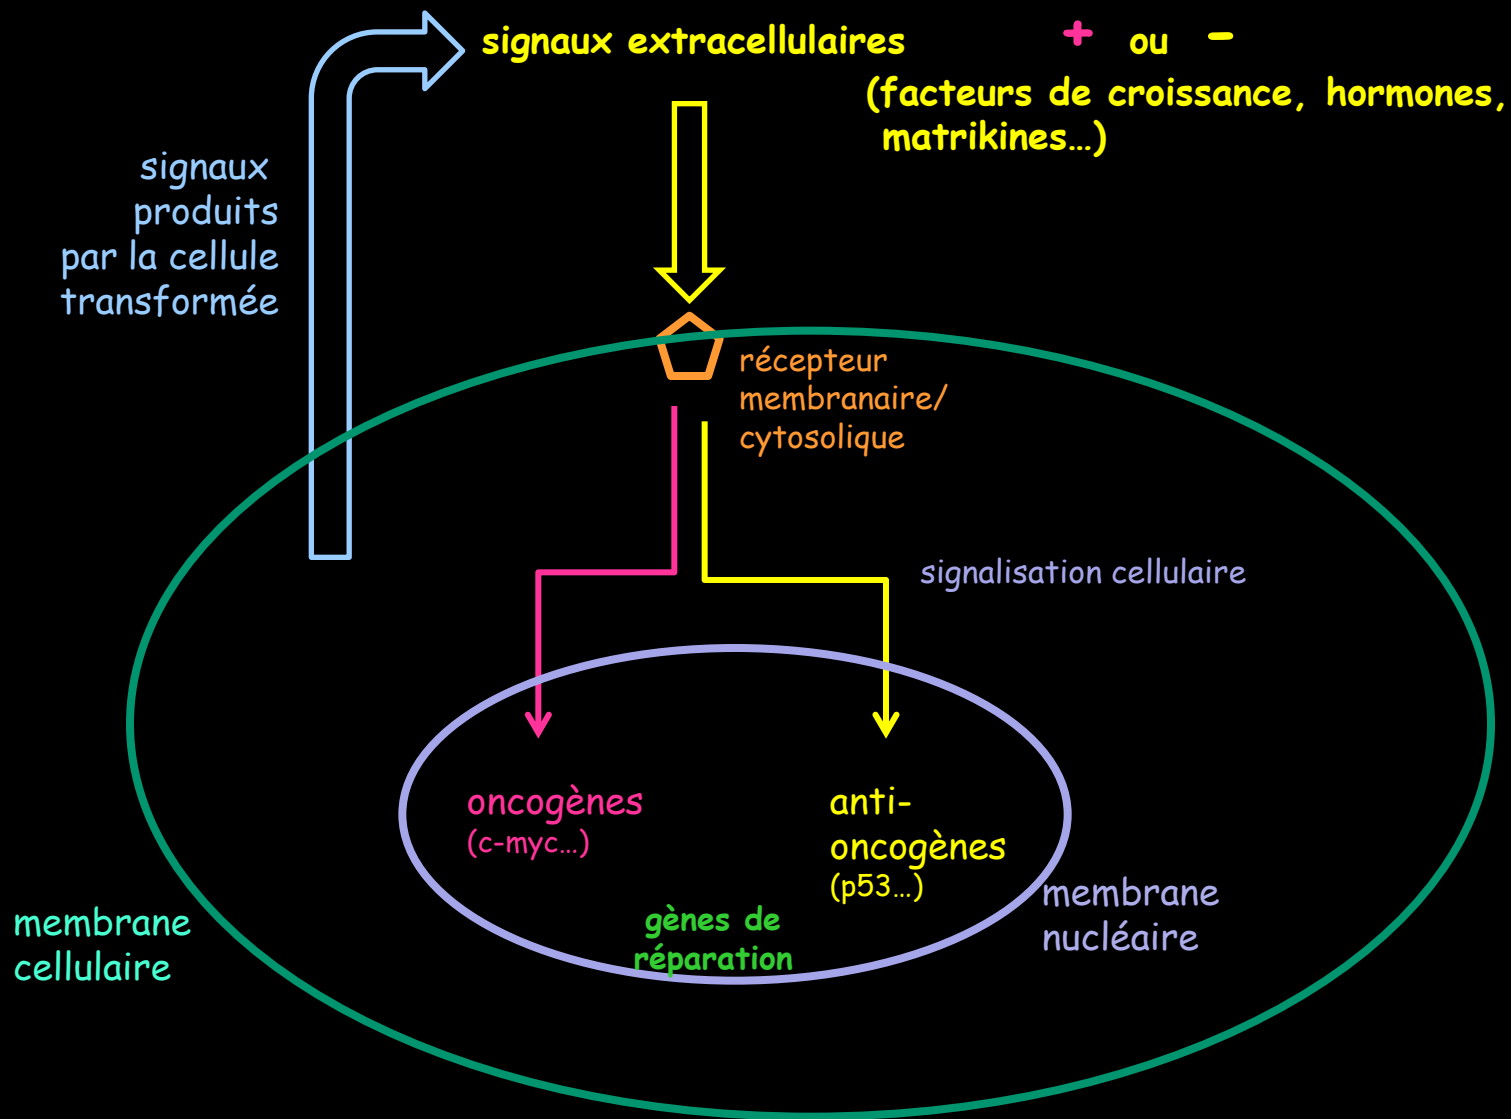 signaux extracellulaires + ou -
(facteurs de croissance, hormones,
matrikines…)
signaux
produits
par la cellule
transformée
récepteur
membranaire/
cytosolique
signalisation cellulaire
oncogènes
(c-myc…)
anti-
oncogènes
(p53…)
gènes de
réparation
membrane
nucléaire
membrane
cellulaire